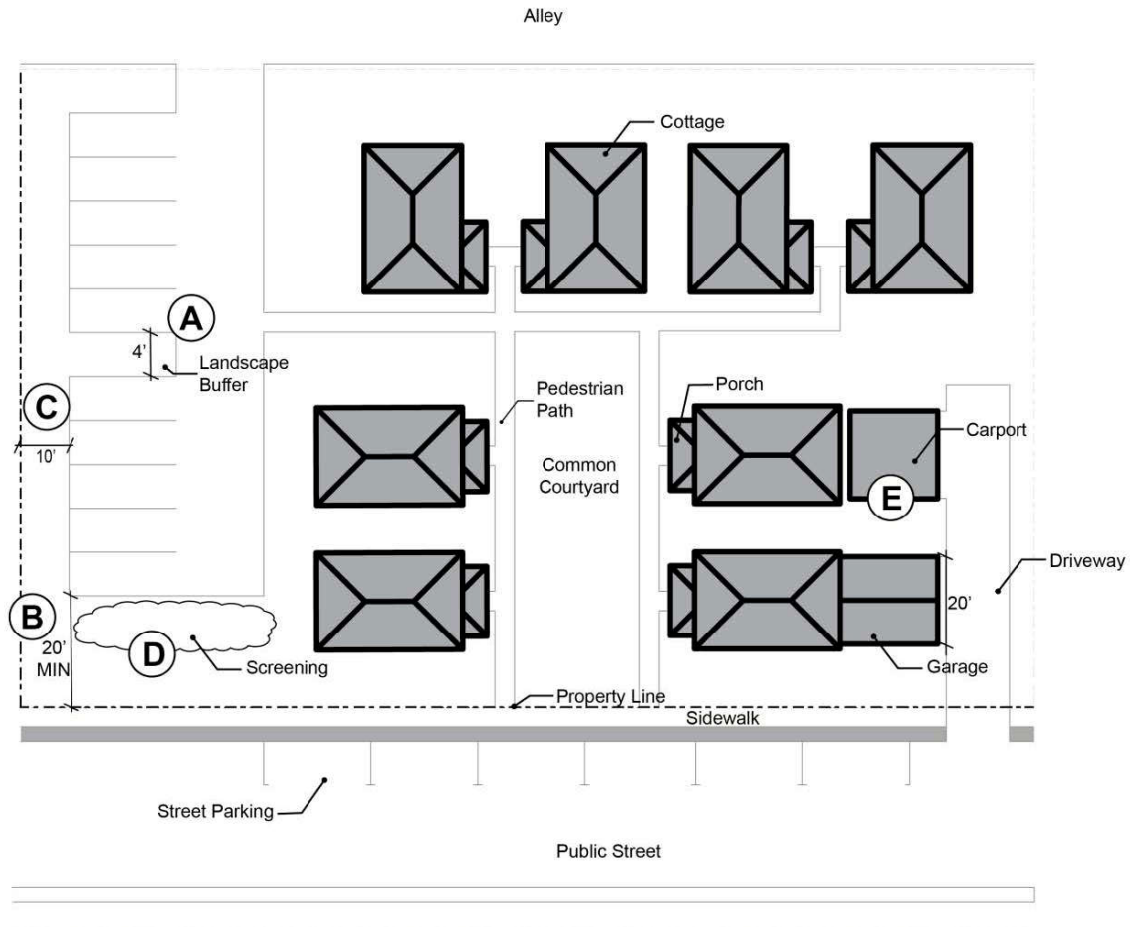 Alley
Cottage
A
4'
Landscape
Buffer
C
10'
Pedestrian
Path
Porch
Common
Courtyard
Carport
E
B
20'
MIN
D
Screening
20'
Driveway
Garage
Property Line
Sidewalk
Street Parking
Public Street